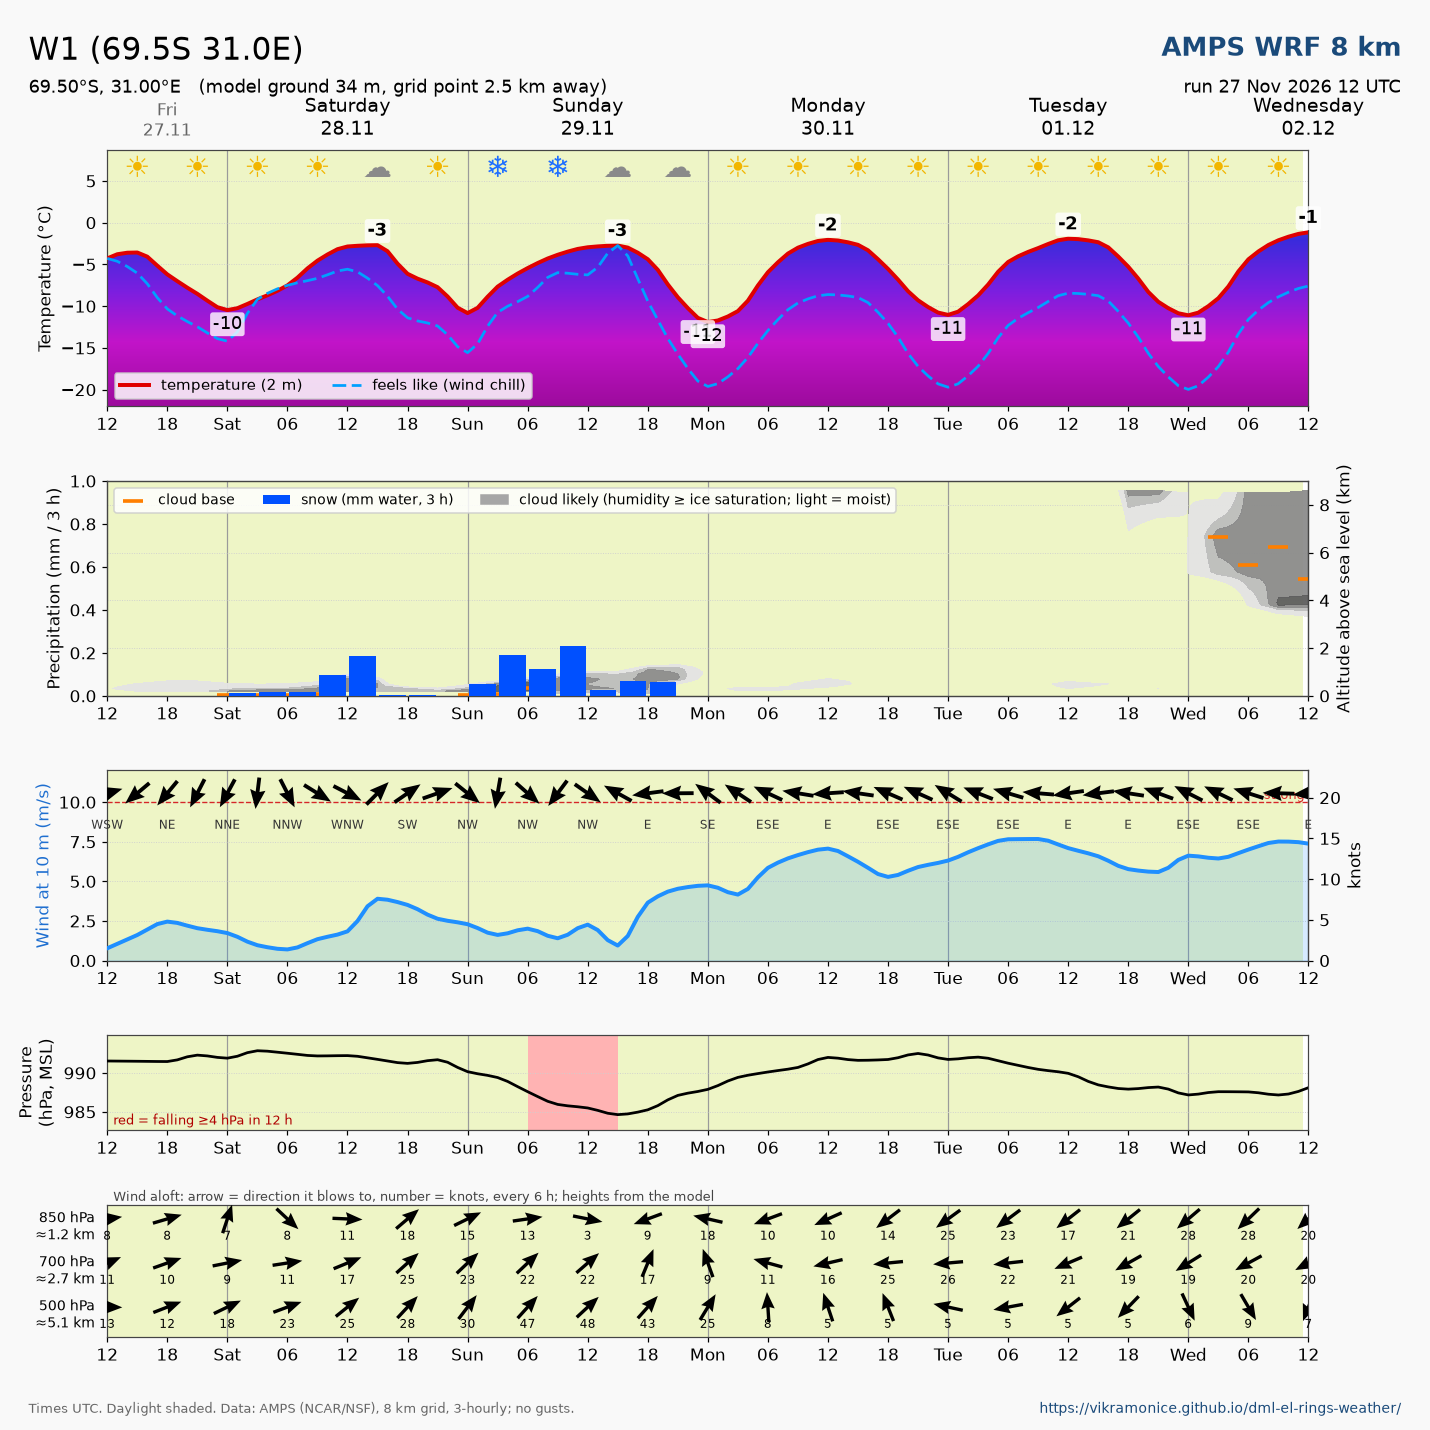 W1 (69.5S 31.0E)
AMPS WRF 8 km
69.50°S, 31.00°E (model ground 34 m, grid point 2.5 km away)
run 27 Nov 2026 12 UTC
Fri Saturday Sunday Monday Tuesday Wednesday
27.11 28.11 29.11 30.11 01.12 02.12
Temperature (°C)
5
0
−5
−10
−15
−20
-3 -3 -2 -2 -1
-10 -12 -11 -11
temperature (2 m) feels like (wind chill)
12 18 Sat 06 12 18 Sun 06 12 18 Mon 06 12 18 Tue 06 12 18 Wed 06 12
Precipitation (mm / 3 h)
1.0
0.8
0.6
0.4
0.2
0.0
cloud base snow (mm water, 3 h) cloud likely (humidity ≥ ice saturation; light = moist)
8
6
4
2
0
Altitude above sea level (km)
12 18 Sat 06 12 18 Sun 06 12 18 Mon 06 12 18 Tue 06 12 18 Wed 06 12
Wind at 10 m (m/s)
10.0
7.5
5.0
2.5
0.0
strong
WSW NE NNE NNW WNW SW NW NW NW E SE ESE E ESE ESE ESE E E ESE ESE E
20
15
10
5
0
knots
12 18 Sat 06 12 18 Sun 06 12 18 Mon 06 12 18 Tue 06 12 18 Wed 06 12
Pressure
(hPa, MSL)
990
985
red = falling ≥4 hPa in 12 h
12 18 Sat 06 12 18 Sun 06 12 18 Mon 06 12 18 Tue 06 12 18 Wed 06 12
Wind aloft: arrow = direction it blows to, number = knots, every 6 h; heights from the model
850 hPa
≈1.2 km 8 8 7 8 11 18 15 13 3 9 18 10 10 14 25 23 17 21 28 28 20
700 hPa
≈2.7 km 11 10 9 11 17 25 23 22 22 17 9 11 16 25 26 22 21 19 19 20 20
500 hPa
≈5.1 km 13 12 18 23 25 28 30 47 48 43 25 8 5 5 5 5 5 5 6 9 7
12 18 Sat 06 12 18 Sun 06 12 18 Mon 06 12 18 Tue 06 12 18 Wed 06 12
Times UTC. Daylight shaded. Data: AMPS (NCAR/NSF), 8 km grid, 3-hourly; no gusts.
https://vikramonice.github.io/dml-el-rings-weather/